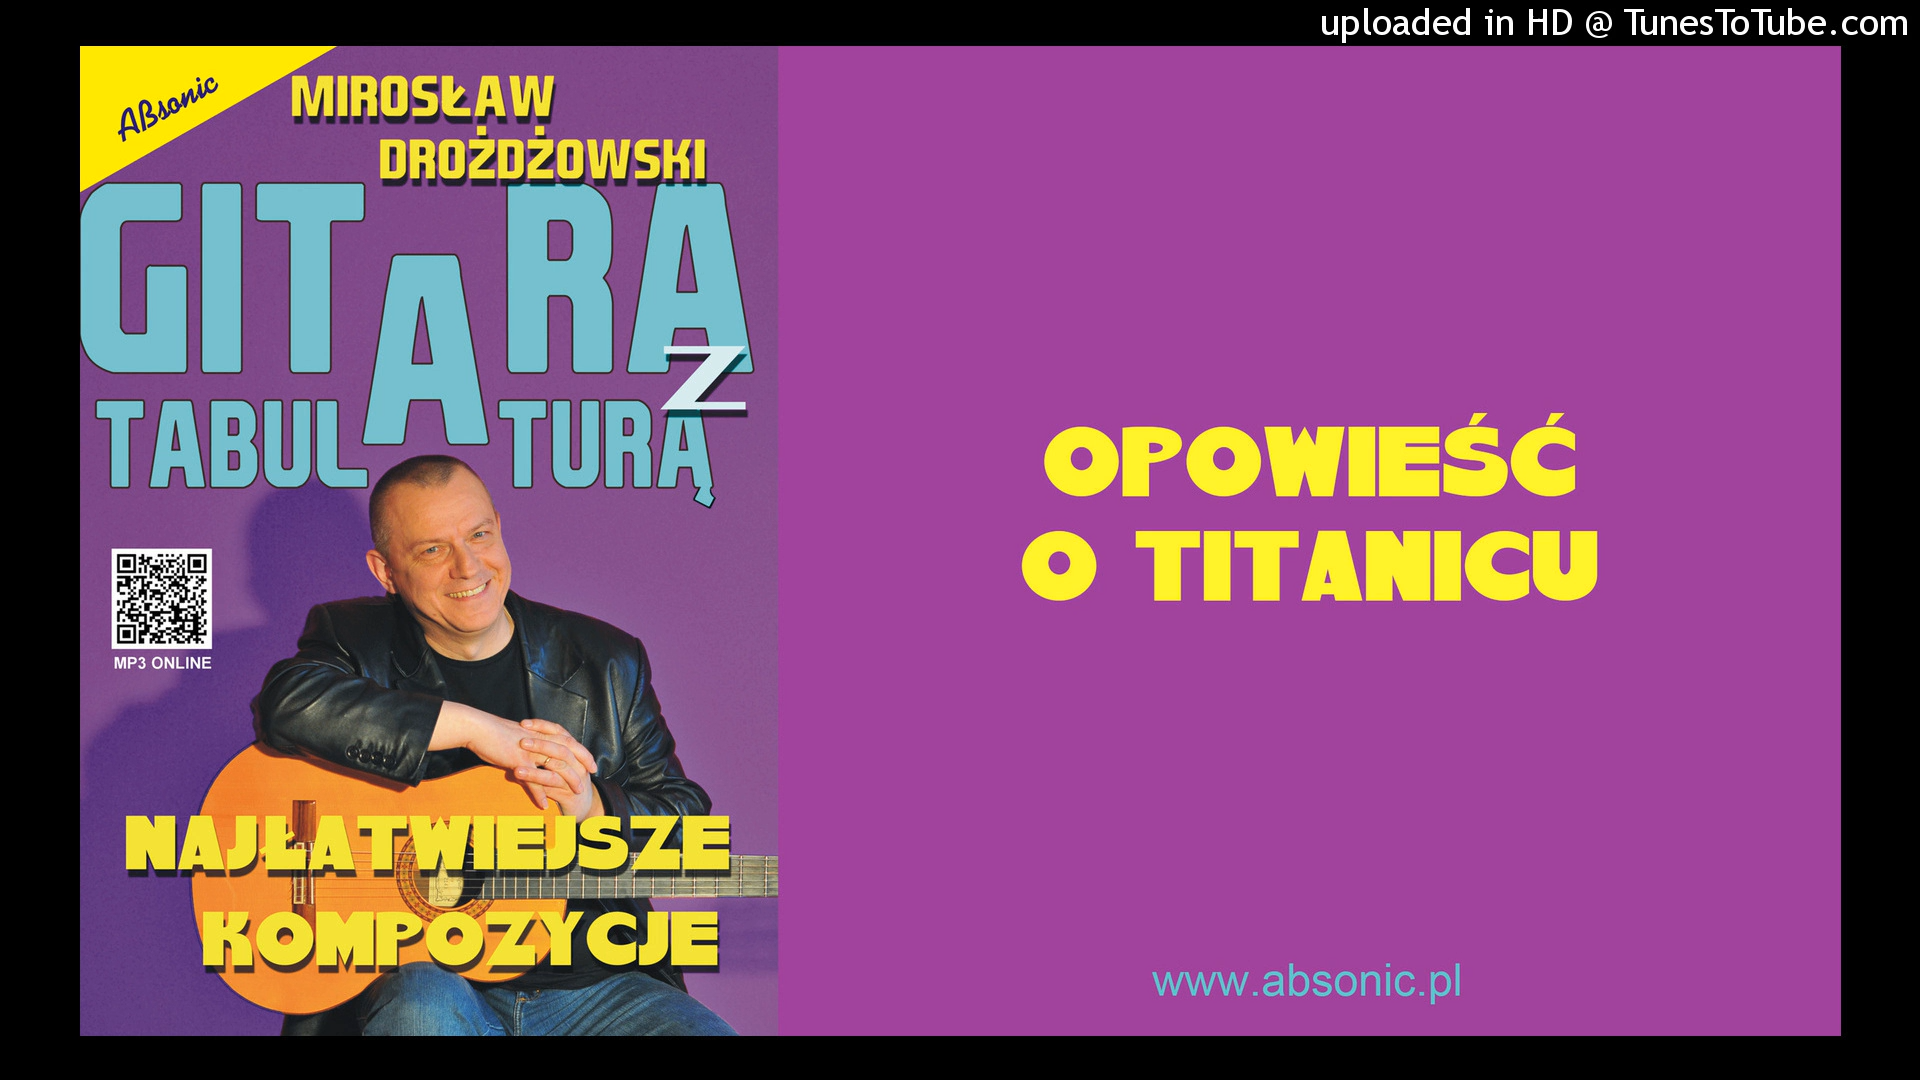 uploaded in HD @ TunesToTube.com
ABsonic
MIROSŁAW
DROŻDŻOWSKI
GITARA
Z
TABULATURĄ
MP3 ONLINE
NAJŁATWIEJSZE
KOMPOZYCJE
OPOWIEŚĆ
O TITANICU
www.absonic.pl